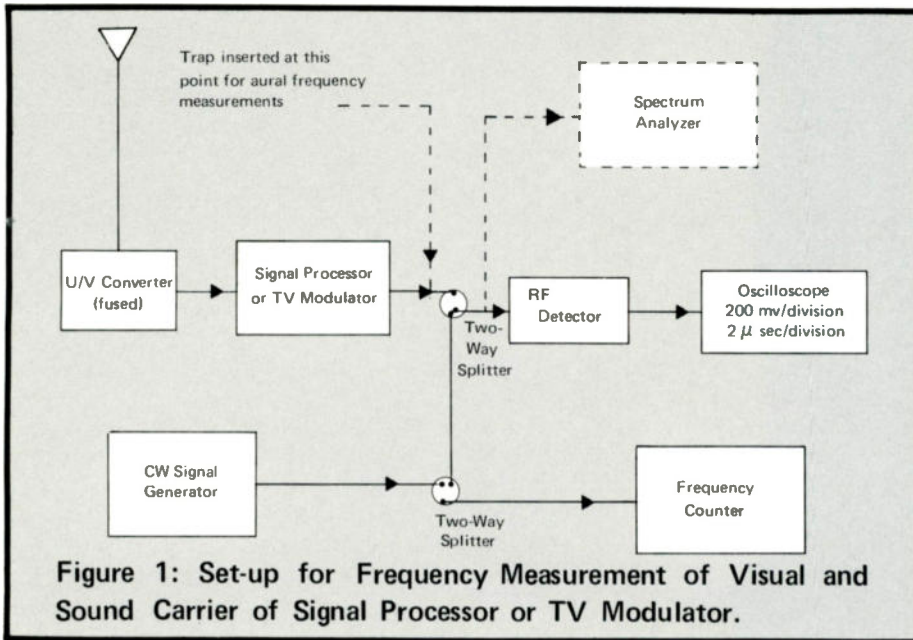 Trap inserted at this
point for aural frequency
measurements
Spectrum
Analyzer
U/V Converter
(fused)
Signal Processor
or TV Modulator
RF
Detector
Oscilloscope
200 mv/division
2 μ sec/division
Two-
Way
Splitter
CW Signal
Generator
Two-Way
Splitter
Frequency
Counter
Figure 1: Set-up for Frequency Measurement of Visual and
Sound Carrier of Signal Processor or TV Modulator.